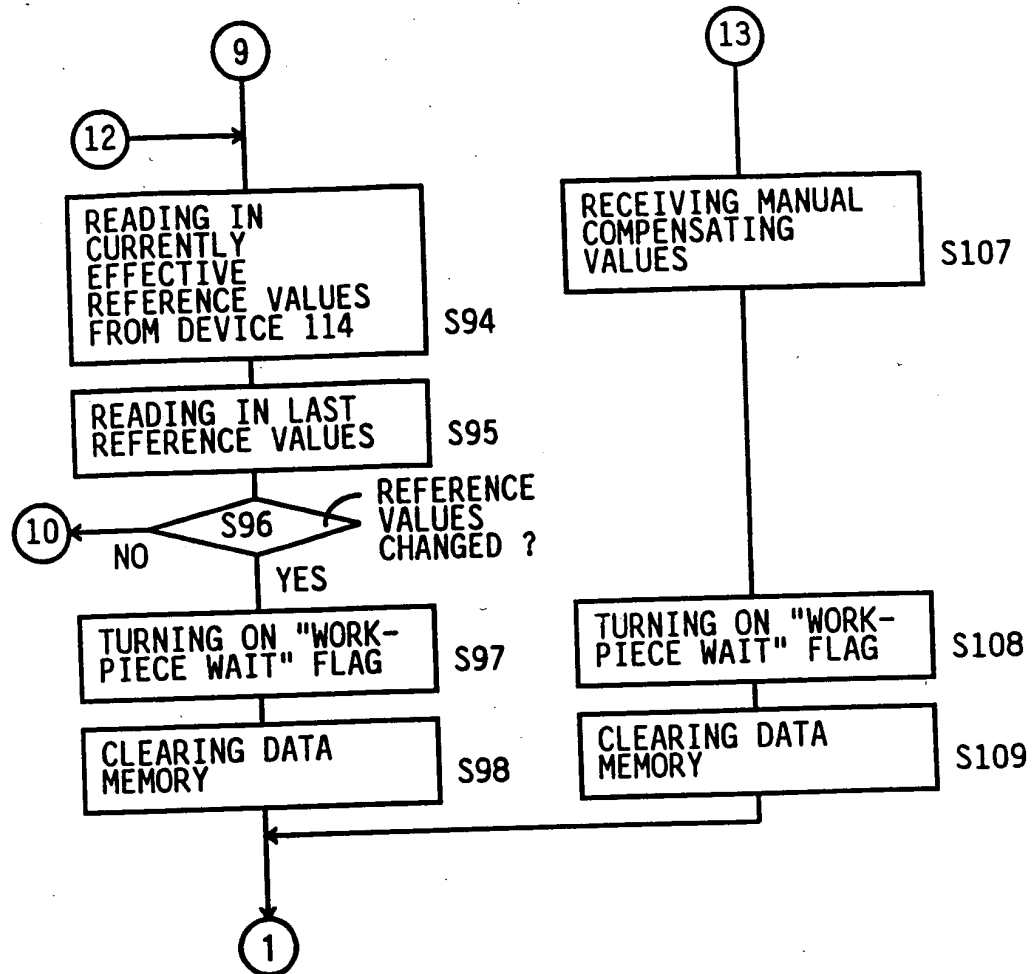 9
12
READING IN
CURRENTLY
EFFECTIVE
REFERENCE VALUES
FROM DEVICE 114
S94
READING IN LAST
REFERENCE VALUES
S95
S96
REFERENCE
VALUES
CHANGED ?
10
NO
YES
TURNING ON "WORK-
PIECE WAIT" FLAG
S97
CLEARING DATA
MEMORY
S98
1
13
RECEIVING MANUAL
COMPENSATING
VALUES
S107
TURNING ON "WORK-
PIECE WAIT" FLAG
S108
CLEARING DATA
MEMORY
S109